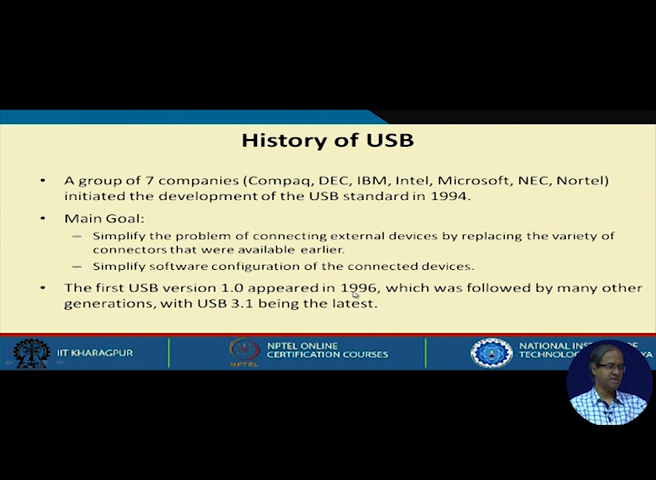 History of USB
• A group of 7 companies (Compaq, DEC, IBM, Intel, Microsoft, NEC, Nortel)
initiated the development of the USB standard in 1994.
• Main Goal:
– Simplify the problem of connecting external devices by replacing the variety of
connectors that were available earlier.
– Simplify software configuration of the connected devices.
• The first USB version 1.0 appeared in 1996, which was followed by many other
generations, with USB 3.1 being the latest.
IIT KHARAGPUR
NPTEL
NPTEL ONLINE
CERTIFICATION COURSES
NATIONAL
TECHNOLOG